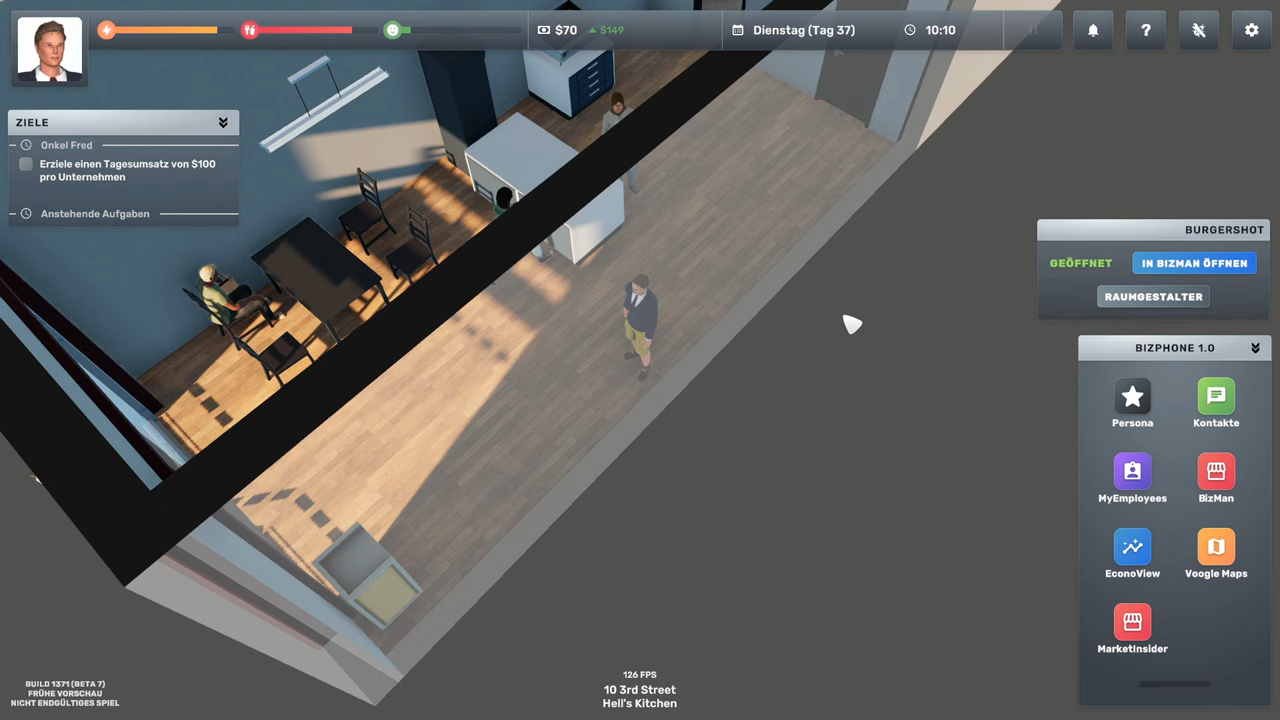 $70
$149
Dienstag (Tag 37)
10:10
?
ZIELE
Onkel Fred
Erziele einen Tagesumsatz von $100
pro Unternehmen
Anstehende Aufgaben
BURGERSHOT
GEÖFFNET
IN BIZMAN ÖFFNEN
RAUMGESTALTER
BIZPHONE 1.0
Persona
Kontakte
MyEmployees
BizMan
EconoView
Voogle Maps
MarketInsider
BUILD 1371 (BETA 7)
FRÜHE VORSCHAU
NICHT ENDGÜLTIGES SPIEL
126 FPS
10 3rd Street
Hell's Kitchen